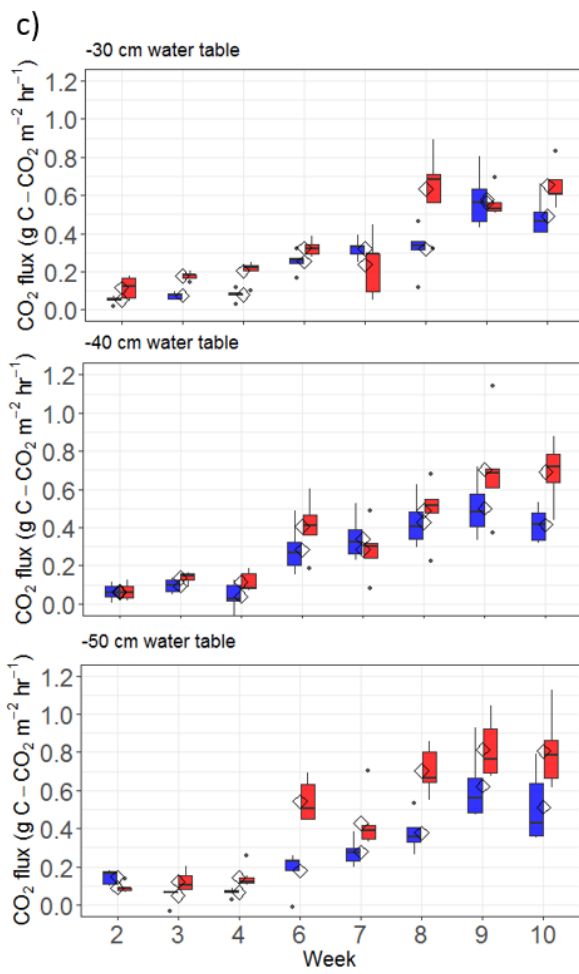 c)
-30 cm water table
1.2
1.0
0.8
0.6
0.4
0.2
0.0
CO₂ flux (g C−CO₂ m⁻² hr⁻¹)
-40 cm water table
1.2
1.0
0.8
0.6
0.4
0.2
0.0
CO₂ flux (g C−CO₂ m⁻² hr⁻¹)
-50 cm water table
1.2
1.0
0.8
0.6
0.4
0.2
0.0
CO₂ flux (g C−CO₂ m⁻² hr⁻¹)
2 3 4 6 7 8 9 10
Week